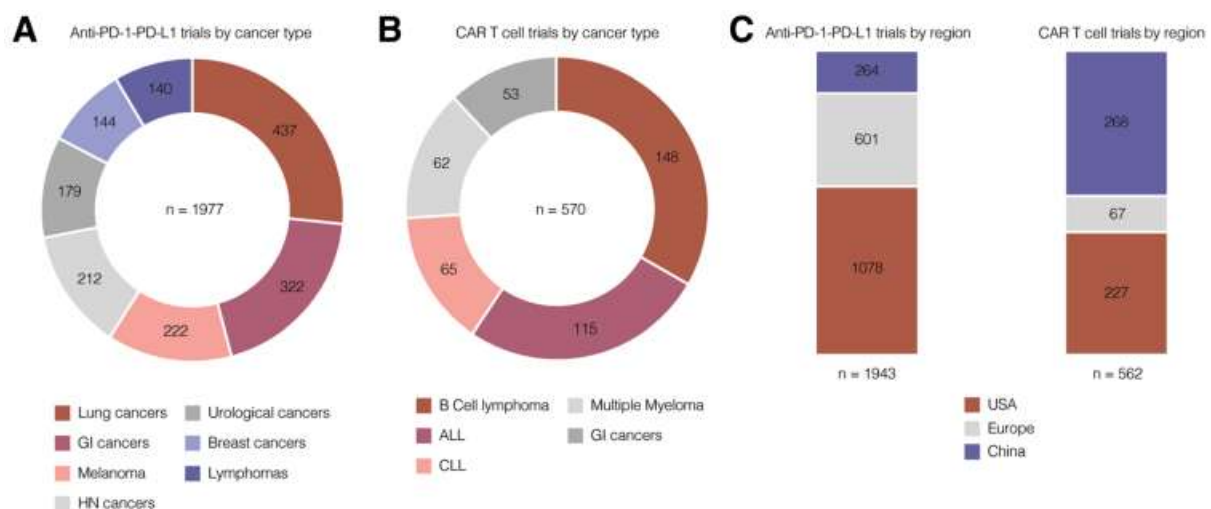 A
Anti-PD-1-PD-L1 trials by cancer type
140
437
144
179
n = 1977
212
322
222
Lung cancers
GI cancers
Melanoma
HN cancers
Urological cancers
Breast cancers
Lymphomas
B
CAR T cell trials by cancer type
53
148
62
n = 570
65
115
B Cell lymphoma
ALL
CLL
Multiple Myeloma
GI cancers
C
Anti-PD-1-PD-L1 trials by region
264
601
1078
n = 1943
CAR T cell trials by region
268
67
227
n = 562
USA
Europe
China